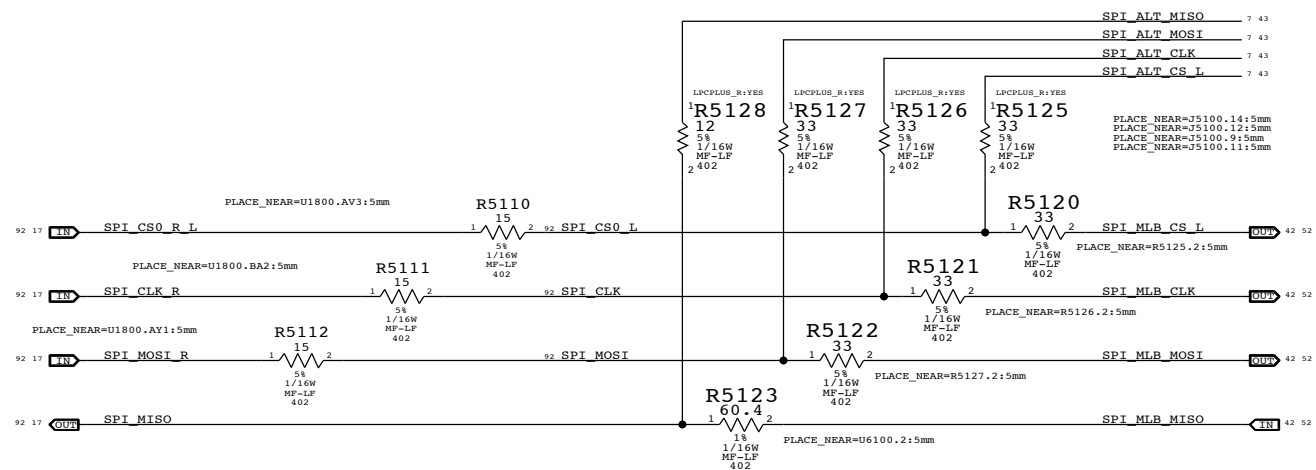 SPI_ALT_MISO 7 43
SPI_ALT_MOSI 7 43
SPI_ALT_CLK 7 43
SPI_ALT_CS_L 7 43
LPCPLUS_R:YES LPCPLUS_R:YES LPCPLUS_R:YES LPCPLUS_R:YES
1 R5128 1 R5127 1 R5126 1 R5125
12 33 33 33
5% 5% 5% 5%
1/16W 1/16W 1/16W 1/16W
MF-LF MF-LF MF-LF MF-LF
2 402 2 402 2 402 2 402
PLACE_NEAR=J5100.14:5mm
PLACE_NEAR=J5100.12:5mm
PLACE_NEAR=J5100.9:5mm
PLACE_NEAR=J5100.11:5mm
PLACE_NEAR=U1800.AV3:5mm
R5110 R5120
15 33
92 17 IN SPI_CS0_R_L 1 2 92 SPI_CS0_L 1 2 SPI_MLB_CS_L OUT 42 52
5% 5%
1/16W 1/16W
MF-LF MF-LF
402 402
PLACE_NEAR=R5125.2:5mm
PLACE_NEAR=U1800.BA2:5mm
R5111 R5121
15 33
92 17 IN SPI_CLK_R 1 2 92 SPI_CLK 1 2 SPI_MLB_CLK OUT 42 52
5% 5%
1/16W 1/16W
MF-LF MF-LF
402 402
PLACE_NEAR=R5126.2:5mm
PLACE_NEAR=U1800.AY1:5mm
R5112 R5122
15 33
92 17 IN SPI_MOSI_R 1 2 92 SPI_MOSI 1 2 SPI_MLB_MOSI OUT 42 52
5% 5%
1/16W 1/16W
MF-LF MF-LF
402 402
PLACE_NEAR=R5127.2:5mm
R5123
60.4
92 17 OUT SPI_MISO 1 2 SPI_MLB_MISO IN 42 52
1%
1/16W
MF-LF
402
PLACE_NEAR=U6100.2:5mm